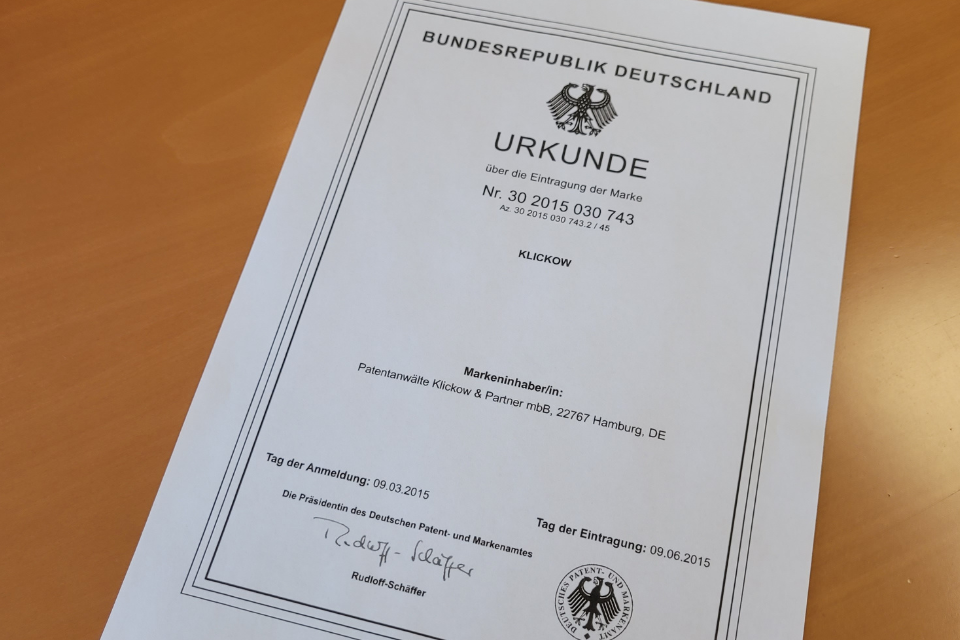 BUNDESREPUBLIK DEUTSCHLAND
URKUNDE
über die Eintragung der Marke
Nr. 30 2015 030 743
Az. 30 2015 030 743.2 / 45
KLICKOW
Markeninhaber/in:
Patentanwälte Klickow & Partner mbB, 22767 Hamburg, DE
Tag der Anmeldung: 09.03.2015
Tag der Eintragung: 09.06.2015
Die Präsidentin des Deutschen Patent- und Markenamtes
Rudloff-Schäffer
Rudloff-Schäffer
DEUTSCHES PATENT- UND MARKENAMT